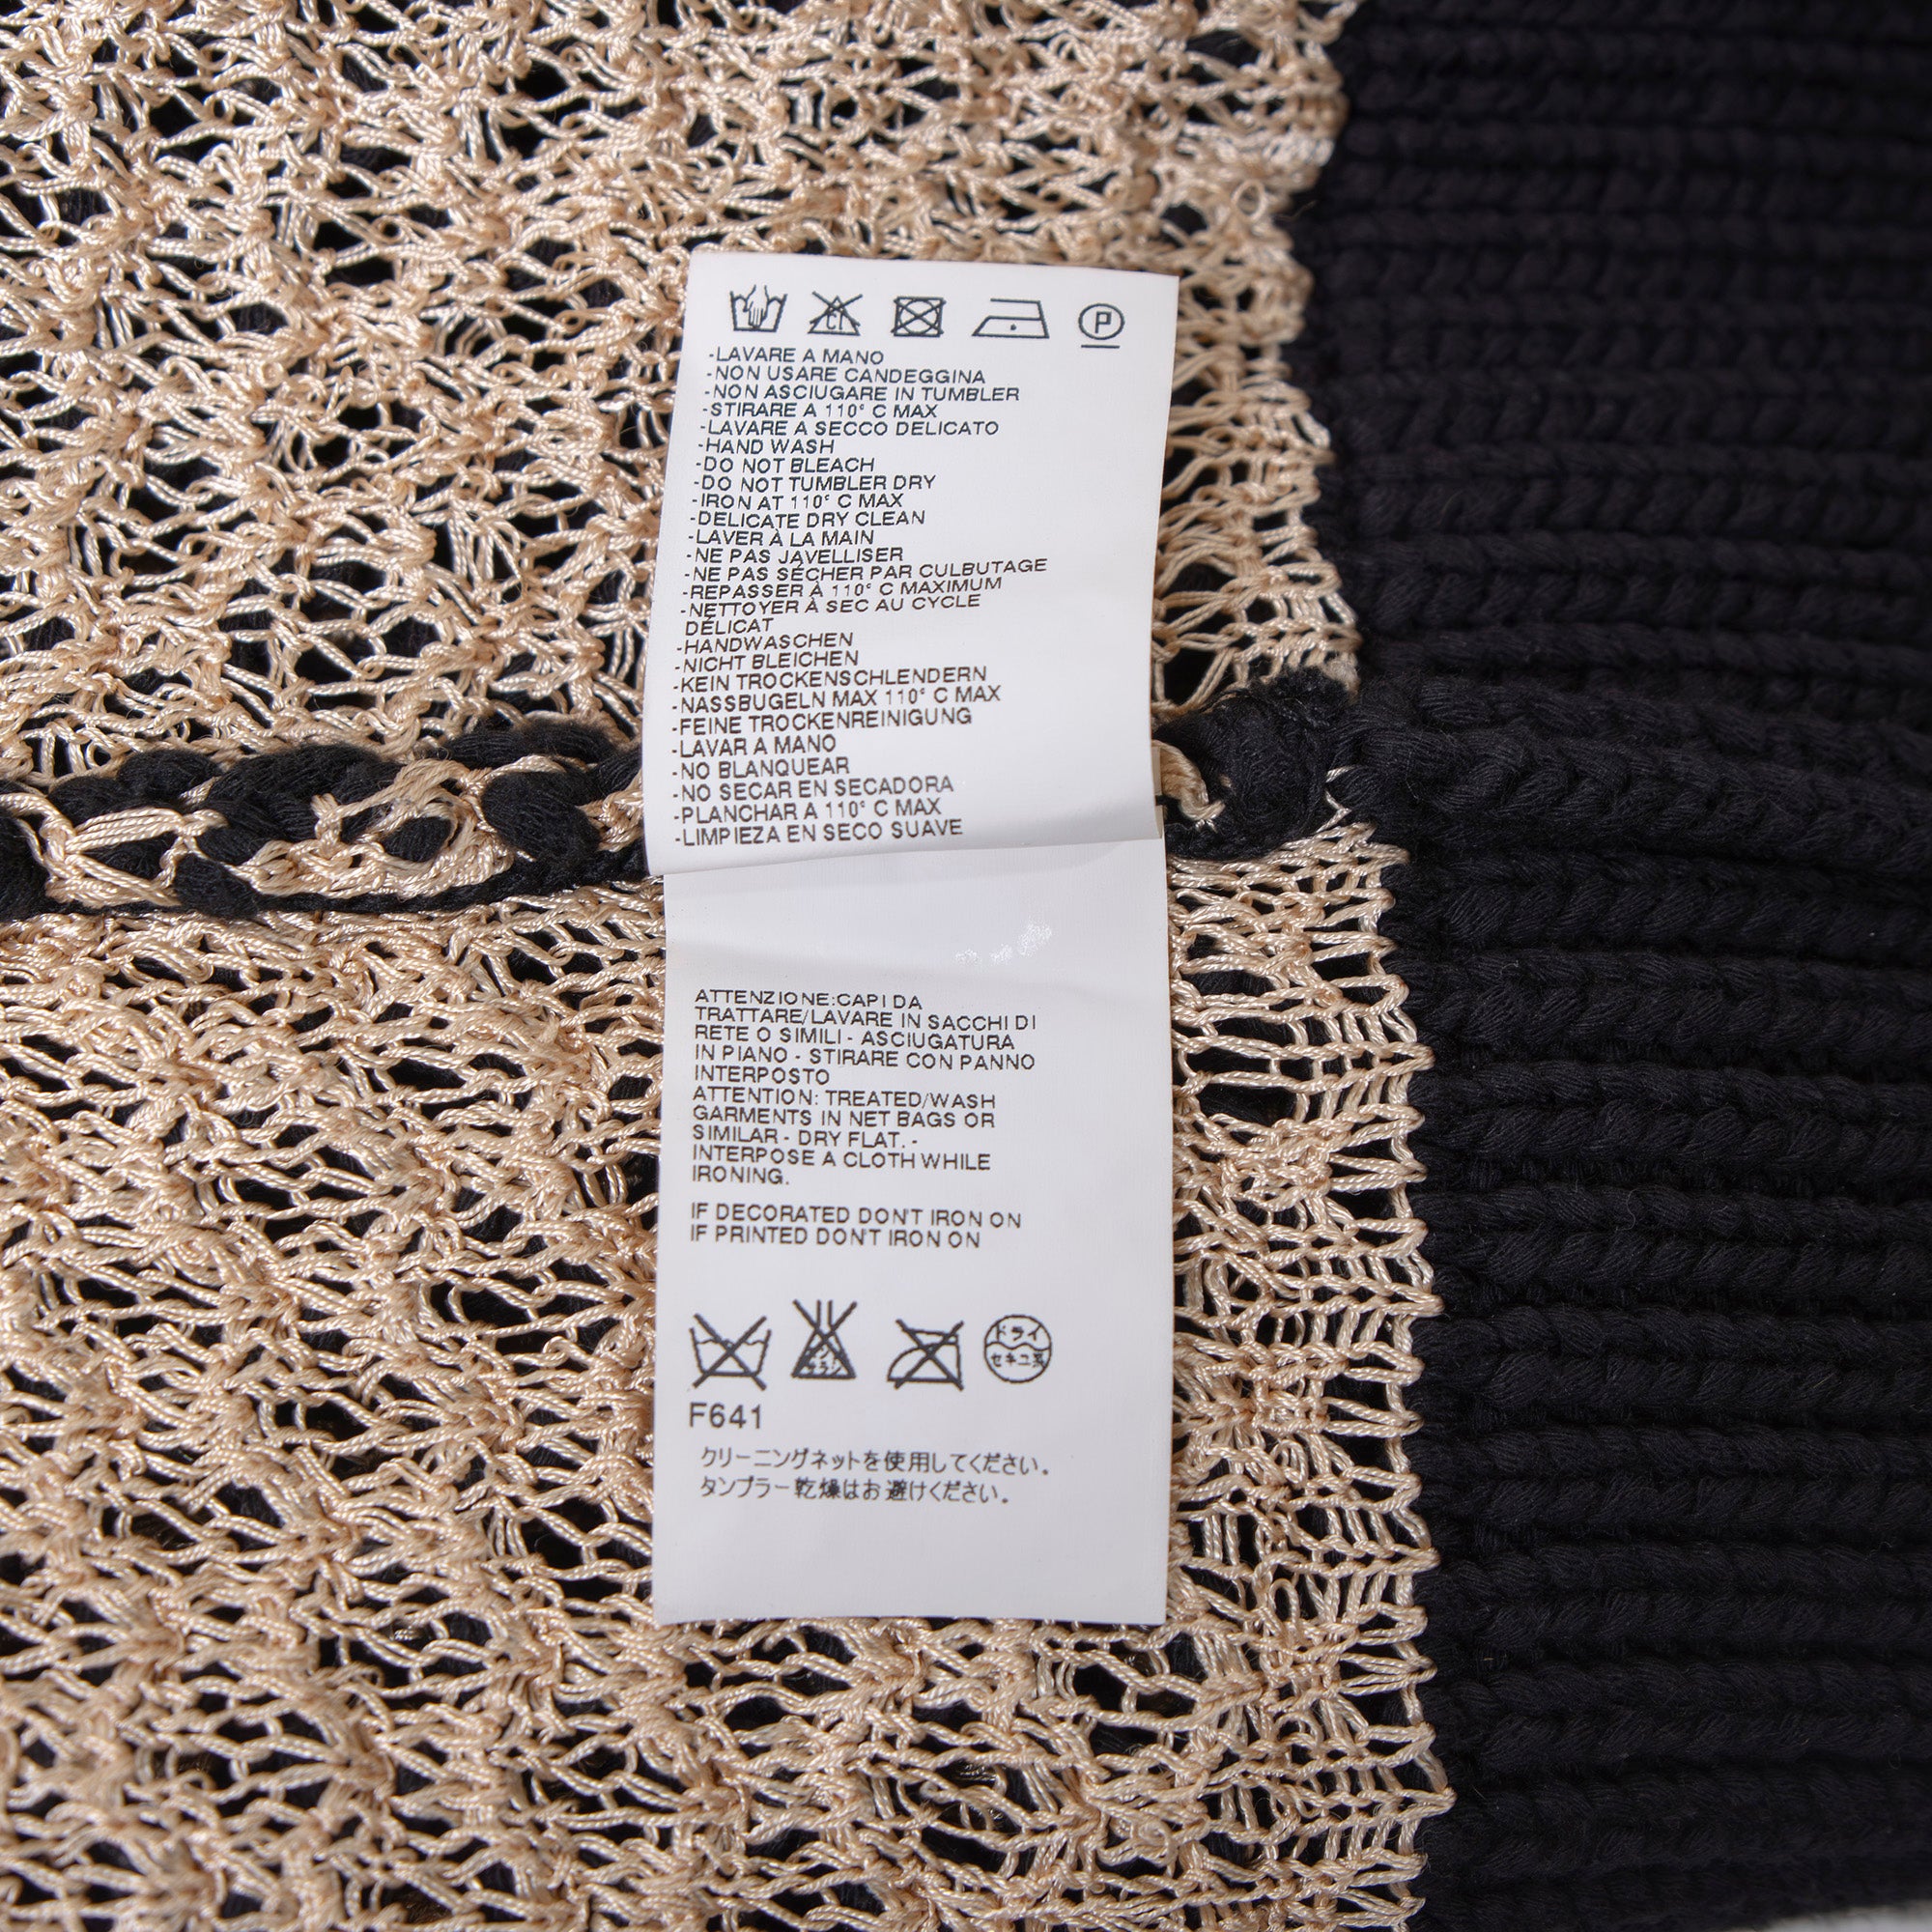 CL
P
-LAVARE A MANO
-NON USARE CANDEGGINA
-NON ASCIUGARE IN TUMBLER
-STIRARE A 110° C MAX
-LAVARE A SECCO DELICATO
-HAND WASH
-DO NOT BLEACH
-DO NOT TUMBLER DRY
-IRON AT 110° C MAX
-DELICATE DRY CLEAN
-LAVER À LA MAIN
-NE PAS JAVELLISER
-NE PAS SÉCHER PAR CULBUTAGE
-REPASSER À 110° C MAXIMUM
-NETTOYER À SEC AU CYCLE
DÉLICAT
-HANDWASCHEN
-NICHT BLEICHEN
-KEIN TROCKENSCHLENDERN
-NASSBUGELN MAX 110° C MAX
-FEINE TROCKENREINIGUNG
-LAVAR A MANO
-NO BLANQUEAR
-NO SECAR EN SECADORA
-PLANCHAR A 110° C MAX
-LIMPIEZA EN SECO SUAVE
ATTENZIONE:CAPI DA
TRATTARE/LAVARE IN SACCHI DI
RETE O SIMILI - ASCIUGATURA
IN PIANO - STIRARE CON PANNO
INTERPOSTO
ATTENTION: TREATED/WASH
GARMENTS IN NET BAGS OR
SIMILAR - DRY FLAT. -
INTERPOSE A CLOTH WHILE
IRONING.
IF DECORATED DON'T IRON ON
IF PRINTED DON'T IRON ON
ドライ
セキユ系
F641
クリーニングネットを使用してください。
タンブラー乾燥はお避けください。